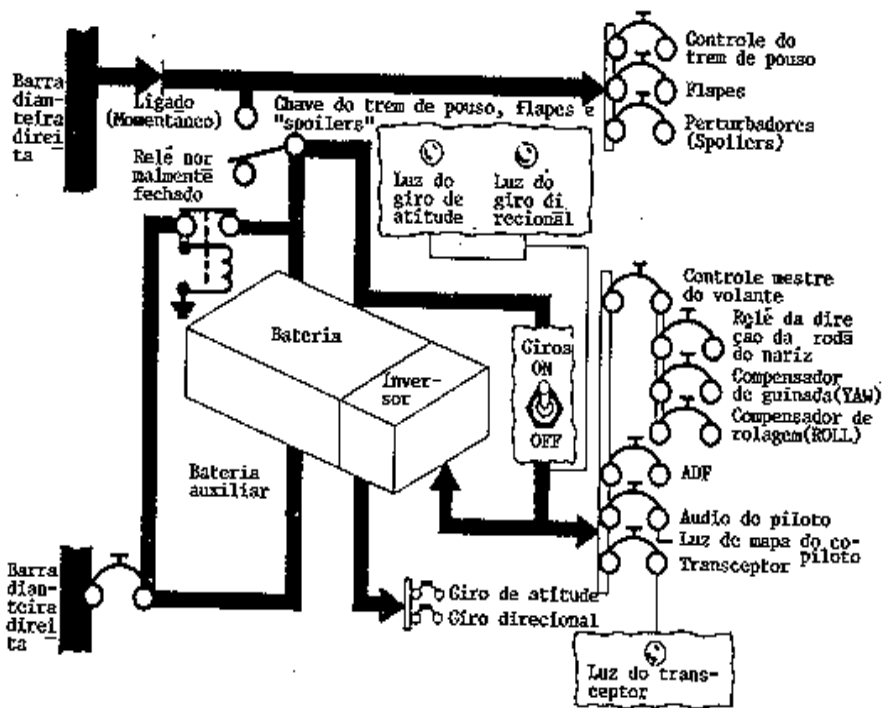 Barra
dian-
teira
direi
ta
Ligado
(Momentaneo)
Chave do trem de pouso, flapes e
"spoilers"
Controle do
trem de pouso
Flapes
Perturbadores
(Spoilers)
Relé nor
malmente
fechado
Luz do
giro de
atitude
Luz do
giro di
recional
Bateria
Inver-
sor
Giros
ON
OFF
Controle mestre
do volante
Relé da dire
ção da roda
do nariz
Compensador
de guinada(YAW)
Compensador de
rolagem(ROLL)
ADF
Audio do piloto
Luz de mapa do co-
piloto
Transceptor
Bateria
auxiliar
Barra
dian-
teira
direi
ta
Giro de atitude
Giro direcional
Luz do trans-
ceptor